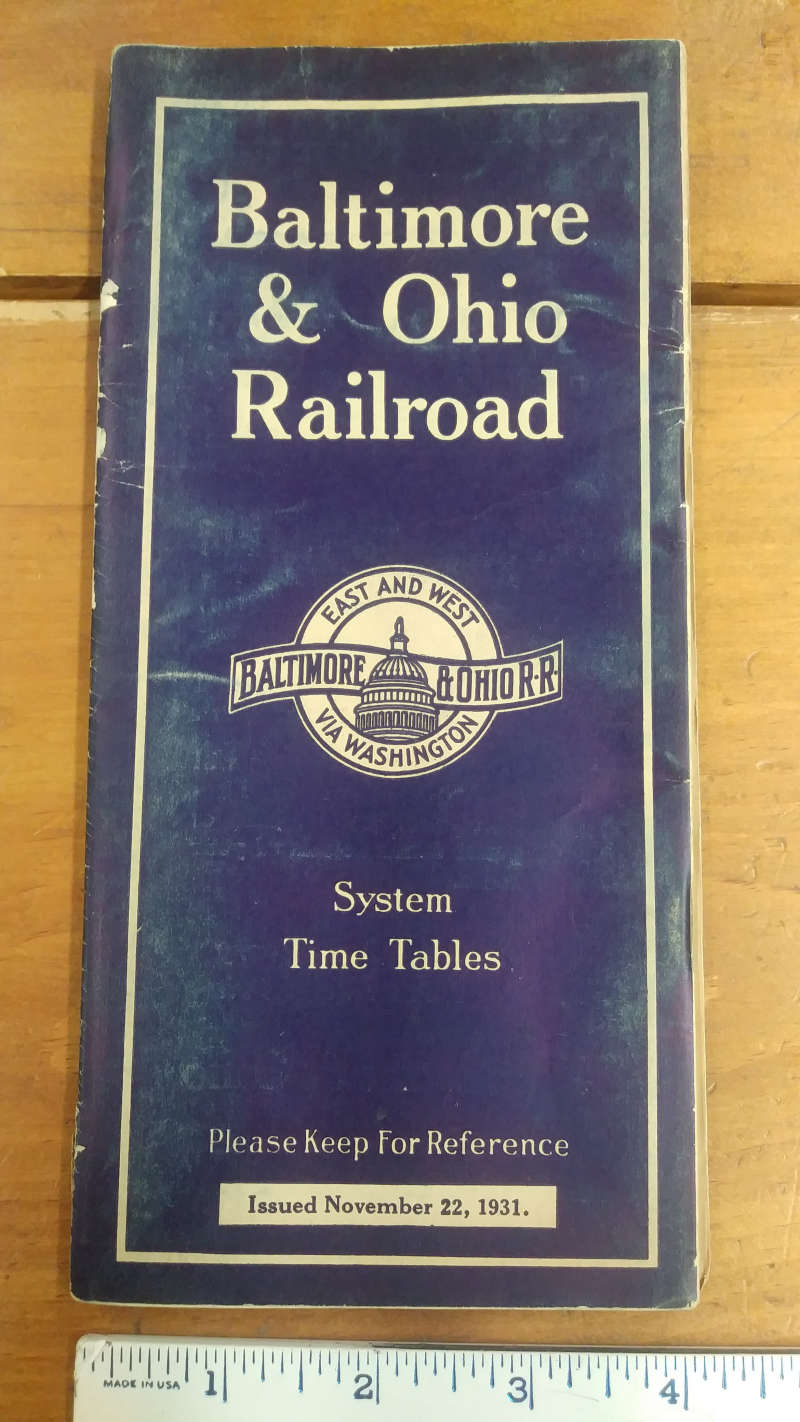 Baltimore
& Ohio
Railroad
EAST AND WEST
BALTIMORE & OHIO R.R.
VIA WASHINGTON
System
Time Tables
Please Keep For Reference
Issued November 22, 1931.
MADE IN USA
1 2 3 4